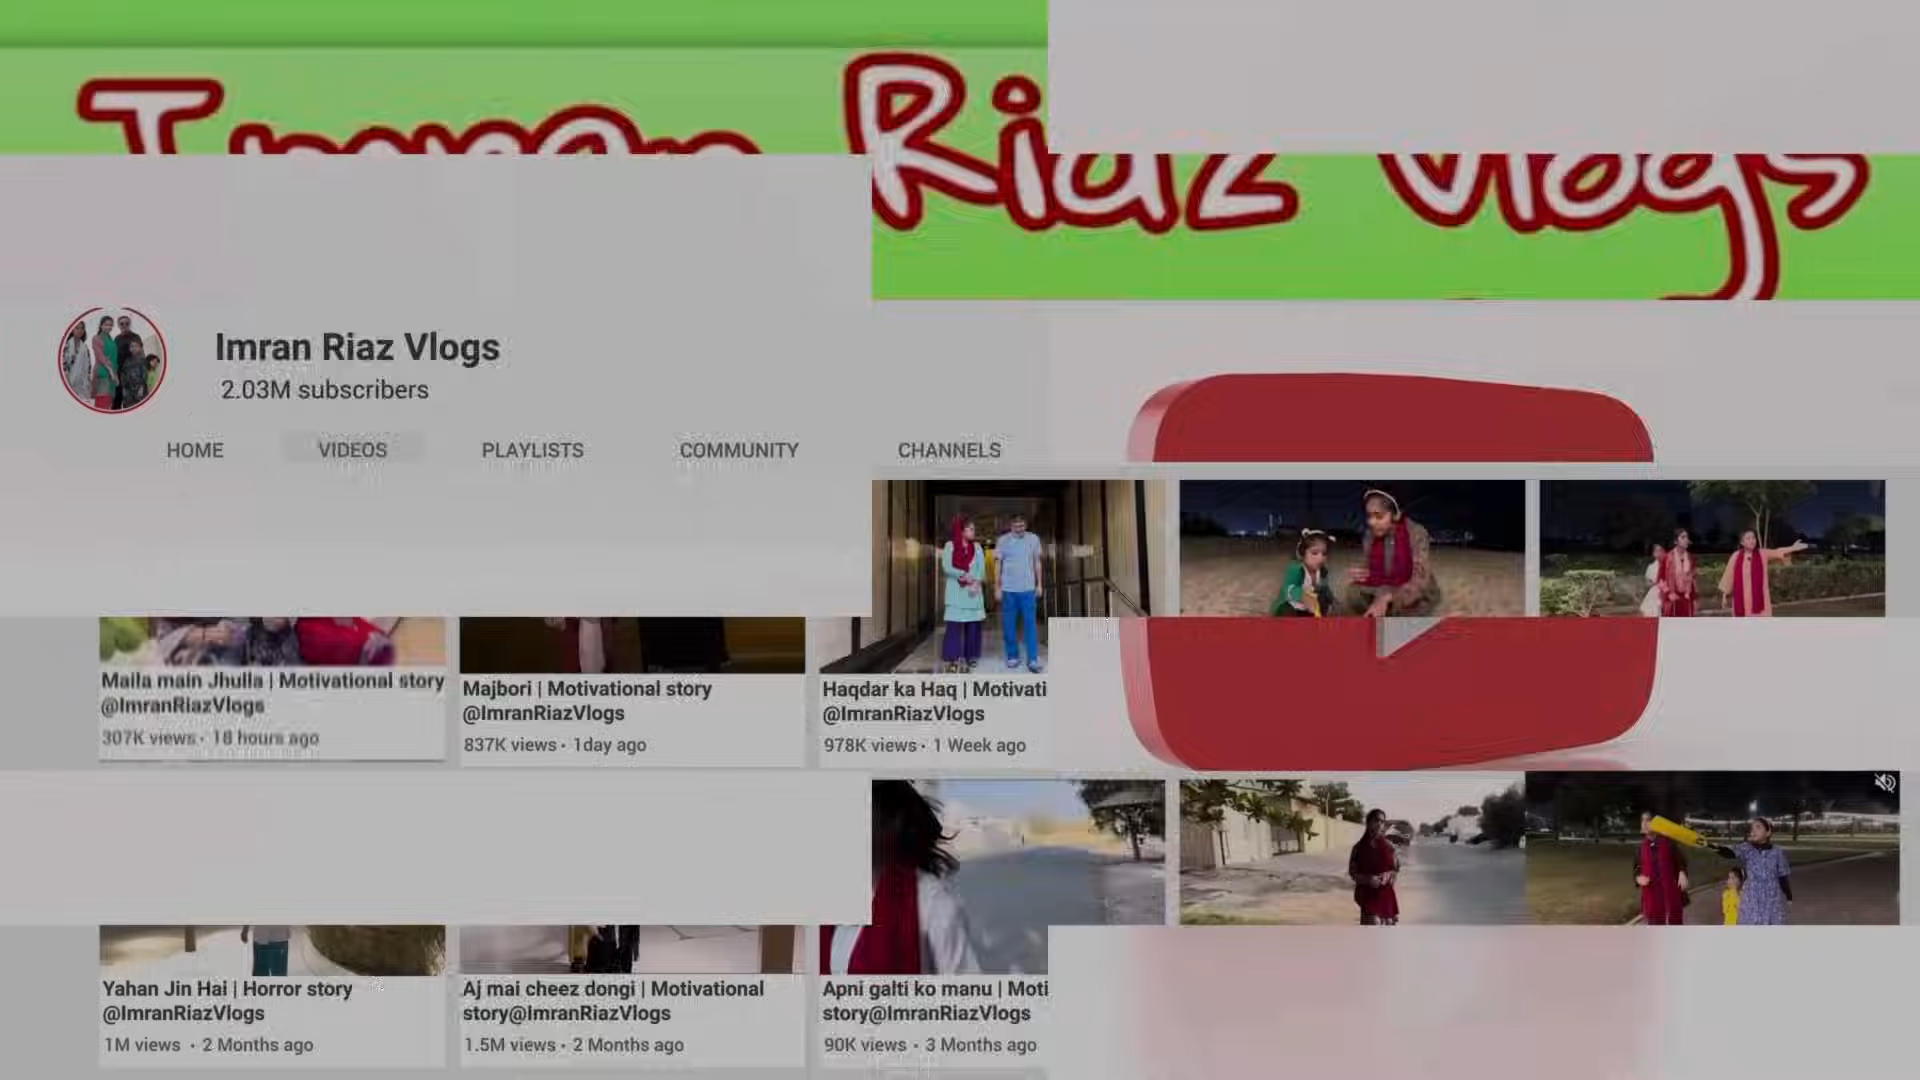 Imran Riaz Vlogs
Imran Riaz Vlogs
2.03M subscribers
HOME VIDEOS PLAYLISTS COMMUNITY CHANNELS
Maila main Jhulla | Motivational story
@ImranRiazVlogs
307K views · 18 hours ago
Majbori | Motivational story
@ImranRiazVlogs
837K views · 1day ago
Haqdar ka Haq | Motivati
@ImranRiazVlogs
978K views · 1 Week ago
Yahan Jin Hai | Horror story
@ImranRiazVlogs
1M views · 2 Months ago
Aj mai cheez dongi | Motivational
story@ImranRiazVlogs
1.5M views · 2 Months ago
Apni galti ko manu | Moti
story@ImranRiazVlogs
90K views · 3 Months ago